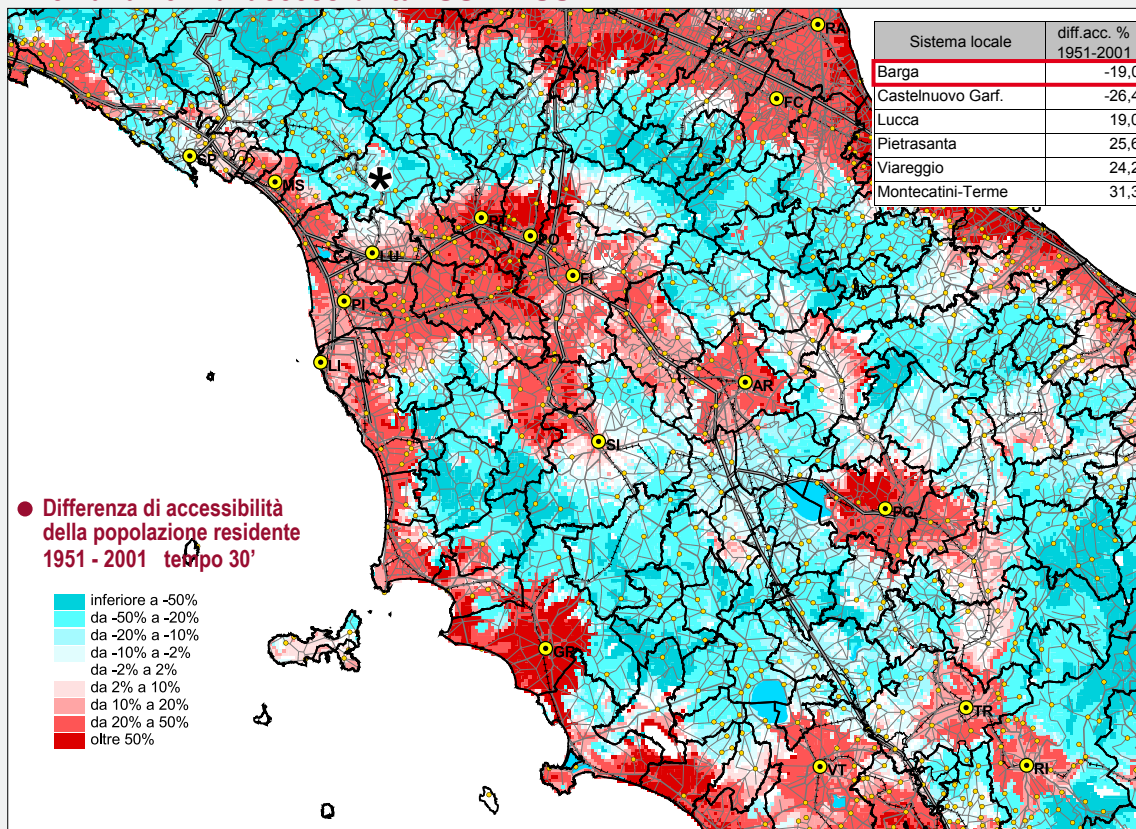 RA
FC
SP
MS
LU
PT
PO
FI
PI
LI
AR
SI
PG
GR
TR
VT
RI
*
Sistema locale diff.acc. % 1951-2001
Barga -19,0
Castelnuovo Garf. -26,4
Lucca 19,0
Pietrasanta 25,6
Viareggio 24,2
Montecatini-Terme 31,3
● Differenza di accessibilità
della popolazione residente
1951 - 2001 tempo 30'
inferiore a -50%
da -50% a -20%
da -20% a -10%
da -10% a -2%
da -2% a 2%
da 2% a 10%
da 10% a 20%
da 20% a 50%
oltre 50%